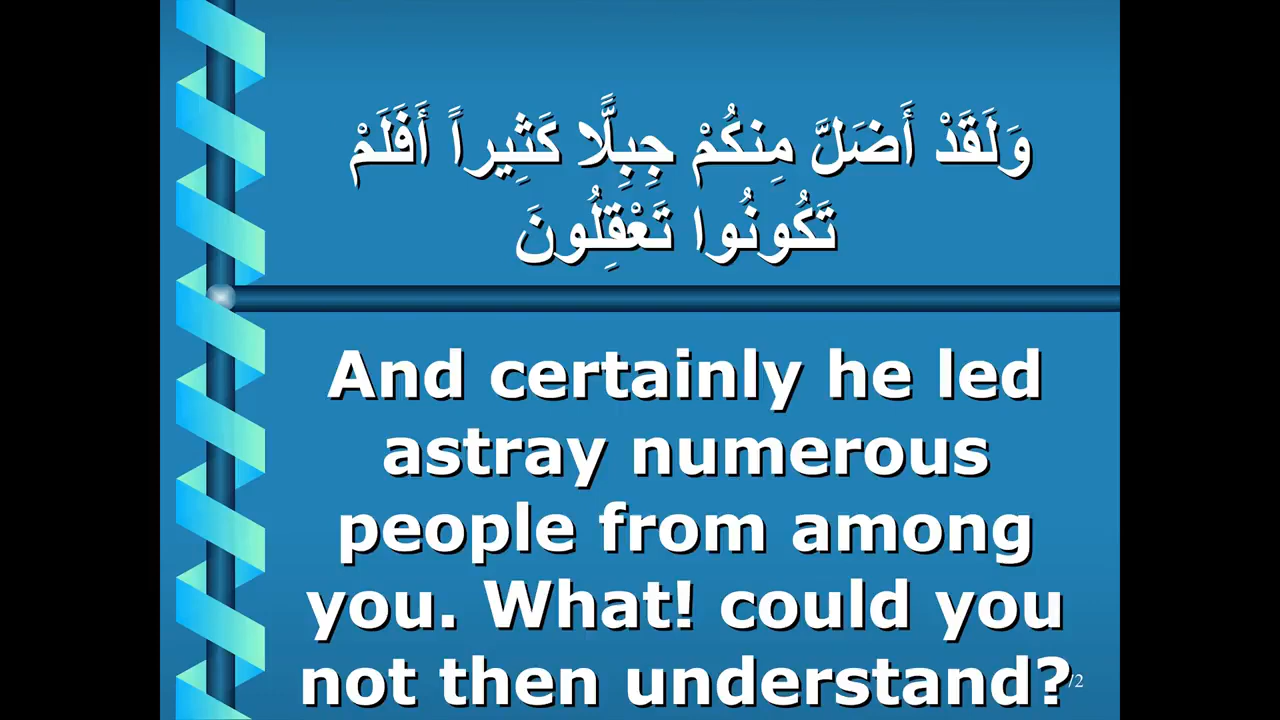 وَلَقَدْ أَضَلَّ مِنكُمْ جِبِلًّا كَثِيراً أَفَلَمْ
تَكُونُوا تَعْقِلُونَ
And certainly he led
astray numerous
people from among
you. What! could you
not then understand?
/2